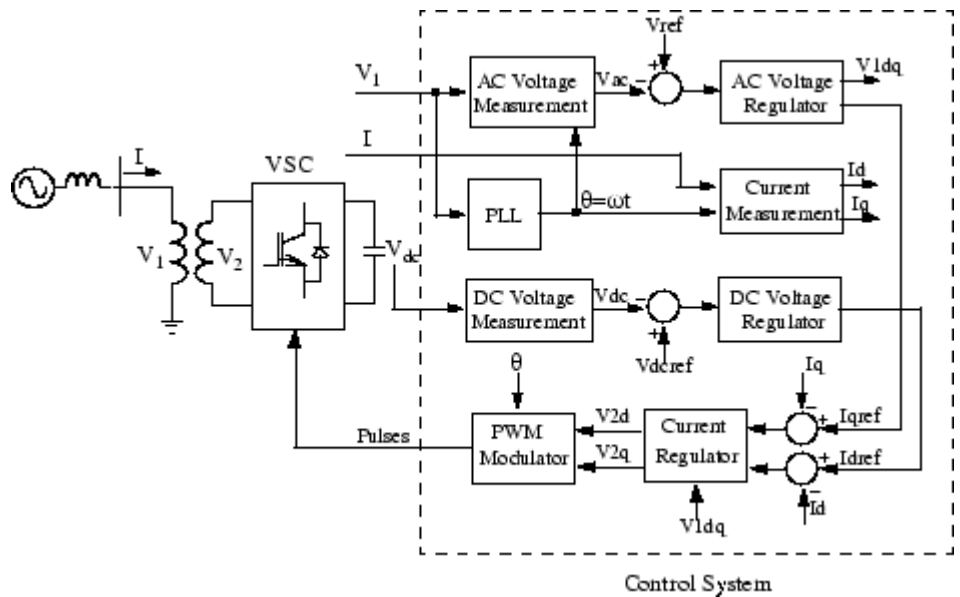 Vref
V1
AC Voltage
Measurement
Vac
–
+
AC Voltage
Regulator
V1dq
I
I
VSC
PLL
θ=ωt
Current
Measurement
Id
Iq
V1
V2
Vdc
DC Voltage
Measurement
Vdc
–
+
Vdcref
DC Voltage
Regulator
θ
Iq
–
+
Iqref
Pulses
PWM
Modulator
V2d
V2q
Current
Regulator
+
Idref
–
Id
V1dq
Control System